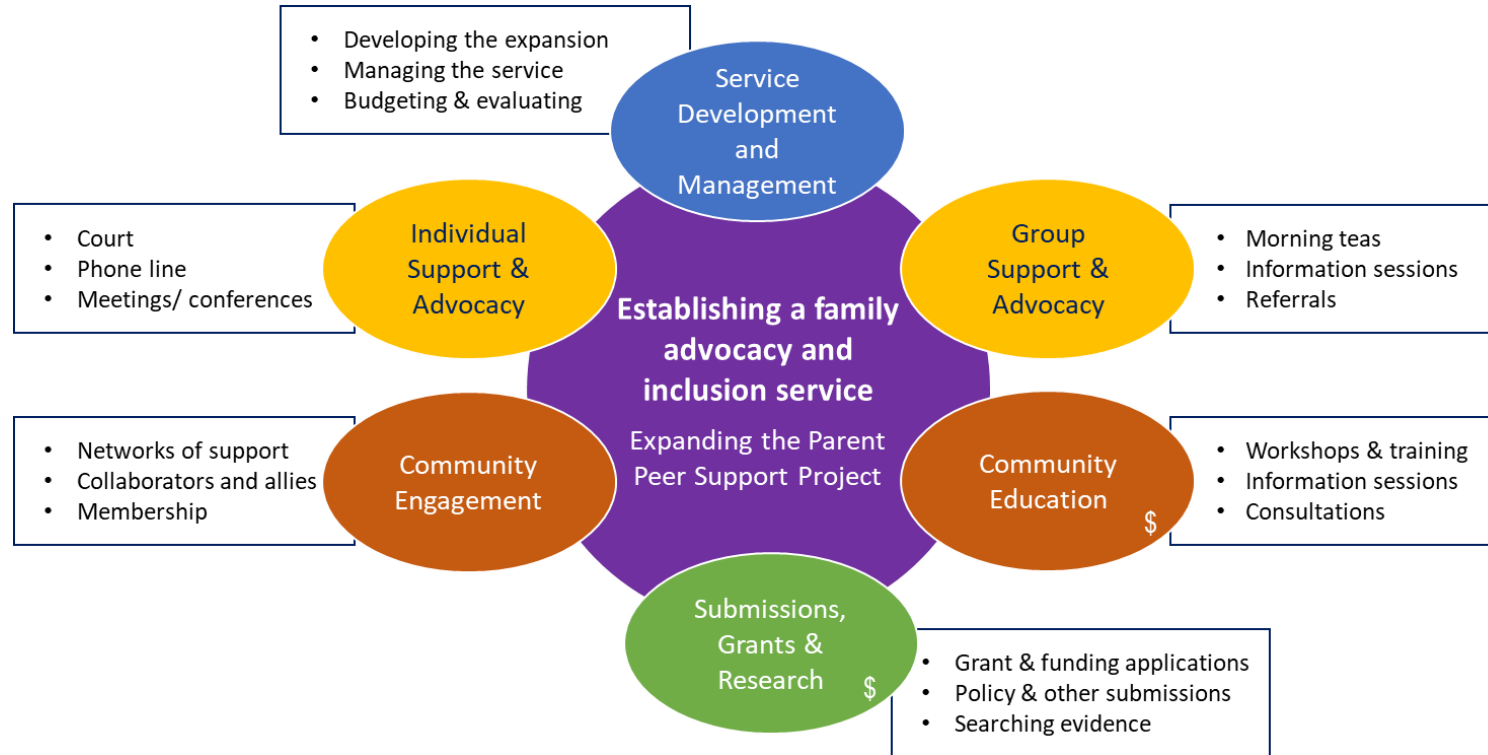 • Developing the expansion
• Managing the service
• Budgeting & evaluating
Service
Development
and
Management
• Court
• Phone line
• Meetings/ conferences
Individual
Support &
Advocacy
Group
Support &
Advocacy
• Morning teas
• Information sessions
• Referrals
Establishing a family
advocacy and
inclusion service
Expanding the Parent
Peer Support Project
• Networks of support
• Collaborators and allies
• Membership
Community
Engagement
Community
Education
$
• Workshops & training
• Information sessions
• Consultations
Submissions,
Grants &
Research
$
• Grant & funding applications
• Policy & other submissions
• Searching evidence